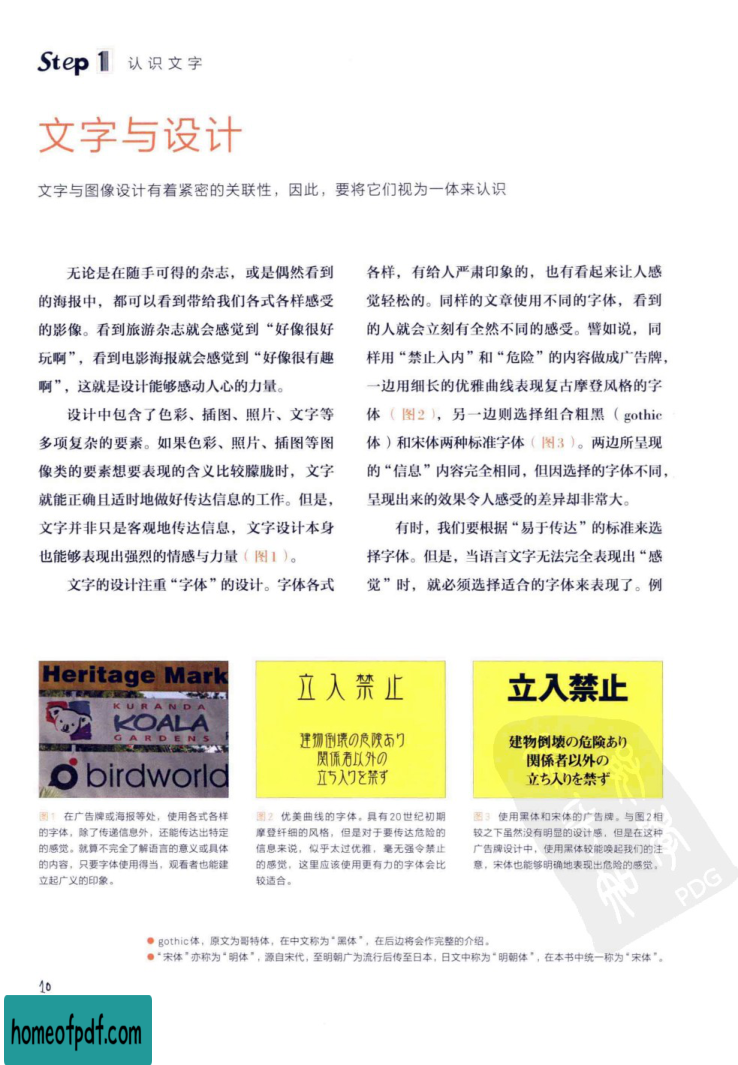 Step 1 认识文字
文字与设计
文字与图像设计有着紧密的关联性，因此，要将它们视为一体来认识
无论是在随手可得的杂志，或是偶然看到
的海报中，都可以看到带给我们各式各样感受
的影像。看到旅游杂志就会感觉到“好像很好
玩啊”，看到电影海报就会感觉到“好像很有趣
啊”，这就是设计能够感动人心的力量。
设计中包含了色彩、插图、照片、文字等
多项复杂的要素。如果色彩、照片、插图等图
像类的要素想要表现的含义比较朦胧时，文字
就能正确且适时地做好传达信息的工作。但是，
文字并非只是客观地传达信息，文字设计本身
也能够表现出强烈的情感与力量（图1）。
文字的设计注重“字体”的设计。字体各式
各样，有给人严肃印象的，也有看起来让人感
觉轻松的。同样的文章使用不同的字体，看到
的人就会立刻有全然不同的感受。譬如说，同
样用“禁止入内”和“危险”的内容做成广告牌，
一边用细长的优雅曲线表现复古摩登风格的字
体（图2），另一边则选择组合粗黑（gothic
体）和宋体两种标准字体（图3）。两边所呈现
的“信息”内容完全相同，但因选择的字体不同，
呈现出来的效果令人感受的差异却非常大。
有时，我们要根据“易于传达”的标准来选
择字体。但是，当语言文字无法完全表现出“感
觉”时，就必须选择适合的字体来表现了。例
Heritage Mark
KURANDA
KOALA
GARDENS
birdworld
图1 在广告牌或海报等处，使用各式各样
的字体，除了传递信息外，还能传达出特定
的感觉。就算不完全了解语言的意义或具体
的内容，只要字体使用得当，观看者也能建
立起广义的印象。
立入禁止
建物倒壊の危険あり
関係者以外の
立ち入りを禁ず
图2 优美曲线的字体。具有20世纪初期
摩登纤细的风格，但是对于要传达危险的
信息来说，似乎太过优雅，毫无强令禁止
的感觉，这里应该使用更有力的字体会比
较适合。
立入禁止
建物倒壊の危険あり
関係者以外の
立ち入りを禁ず
图3 使用黑体和宋体的广告牌。与图2相
较之下虽然没有明显的设计感，但是在这种
广告牌设计中，使用黑体较能唤起我们的注
意，宋体也能够明确地表现出危险的感觉。
PDG
● gothic体，原文为哥特体，在中文称为“黑体”，在后边将会作完整的介绍。
● “宋体”亦称为“明体”，源自宋代，至明朝广为流行后传至日本，日文中称为“明朝体”，在本书中统一称为“宋体”。
10
homeofpdf.com